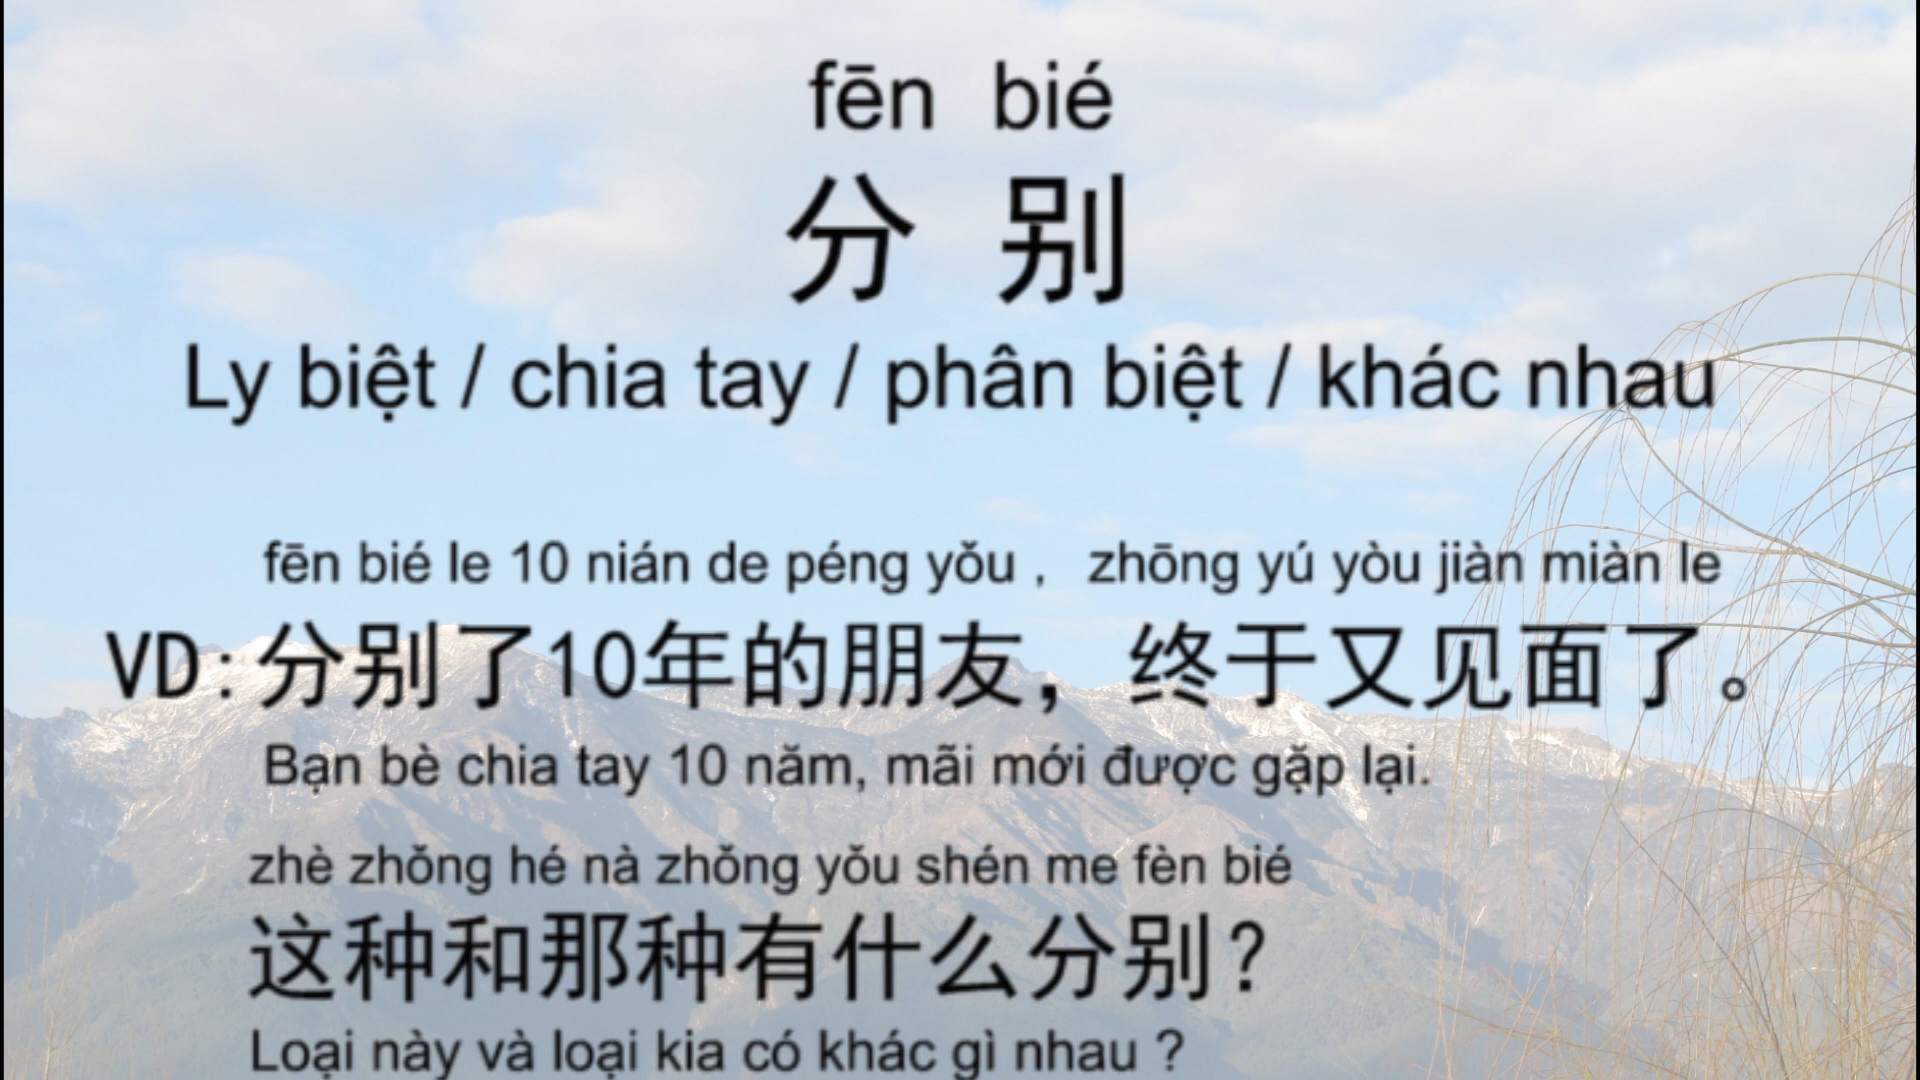 fēn bié
分 别
Ly biệt / chia tay / phân biệt / khác nhau
fēn bié le 10 nián de péng yǒu , zhōng yú yòu jiàn miàn le
VD:分别了10年的朋友，终于又见面了。
Bạn bè chia tay 10 năm, mãi mới được gặp lại.
zhè zhǒng hé nà zhǒng yǒu shén me fèn bié
这种和那种有什么分别？
Loại này và loại kia có khác gì nhau ?